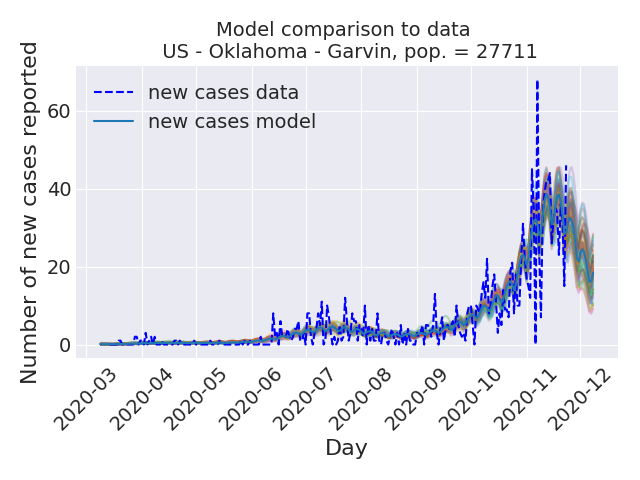 Model comparison to data
US - Oklahoma - Garvin, pop. = 27711
new cases data
new cases model
Number of new cases reported
60
40
20
0
2020-03
2020-04
2020-05
2020-06
2020-07
2020-08
2020-09
2020-10
2020-11
2020-12
Day